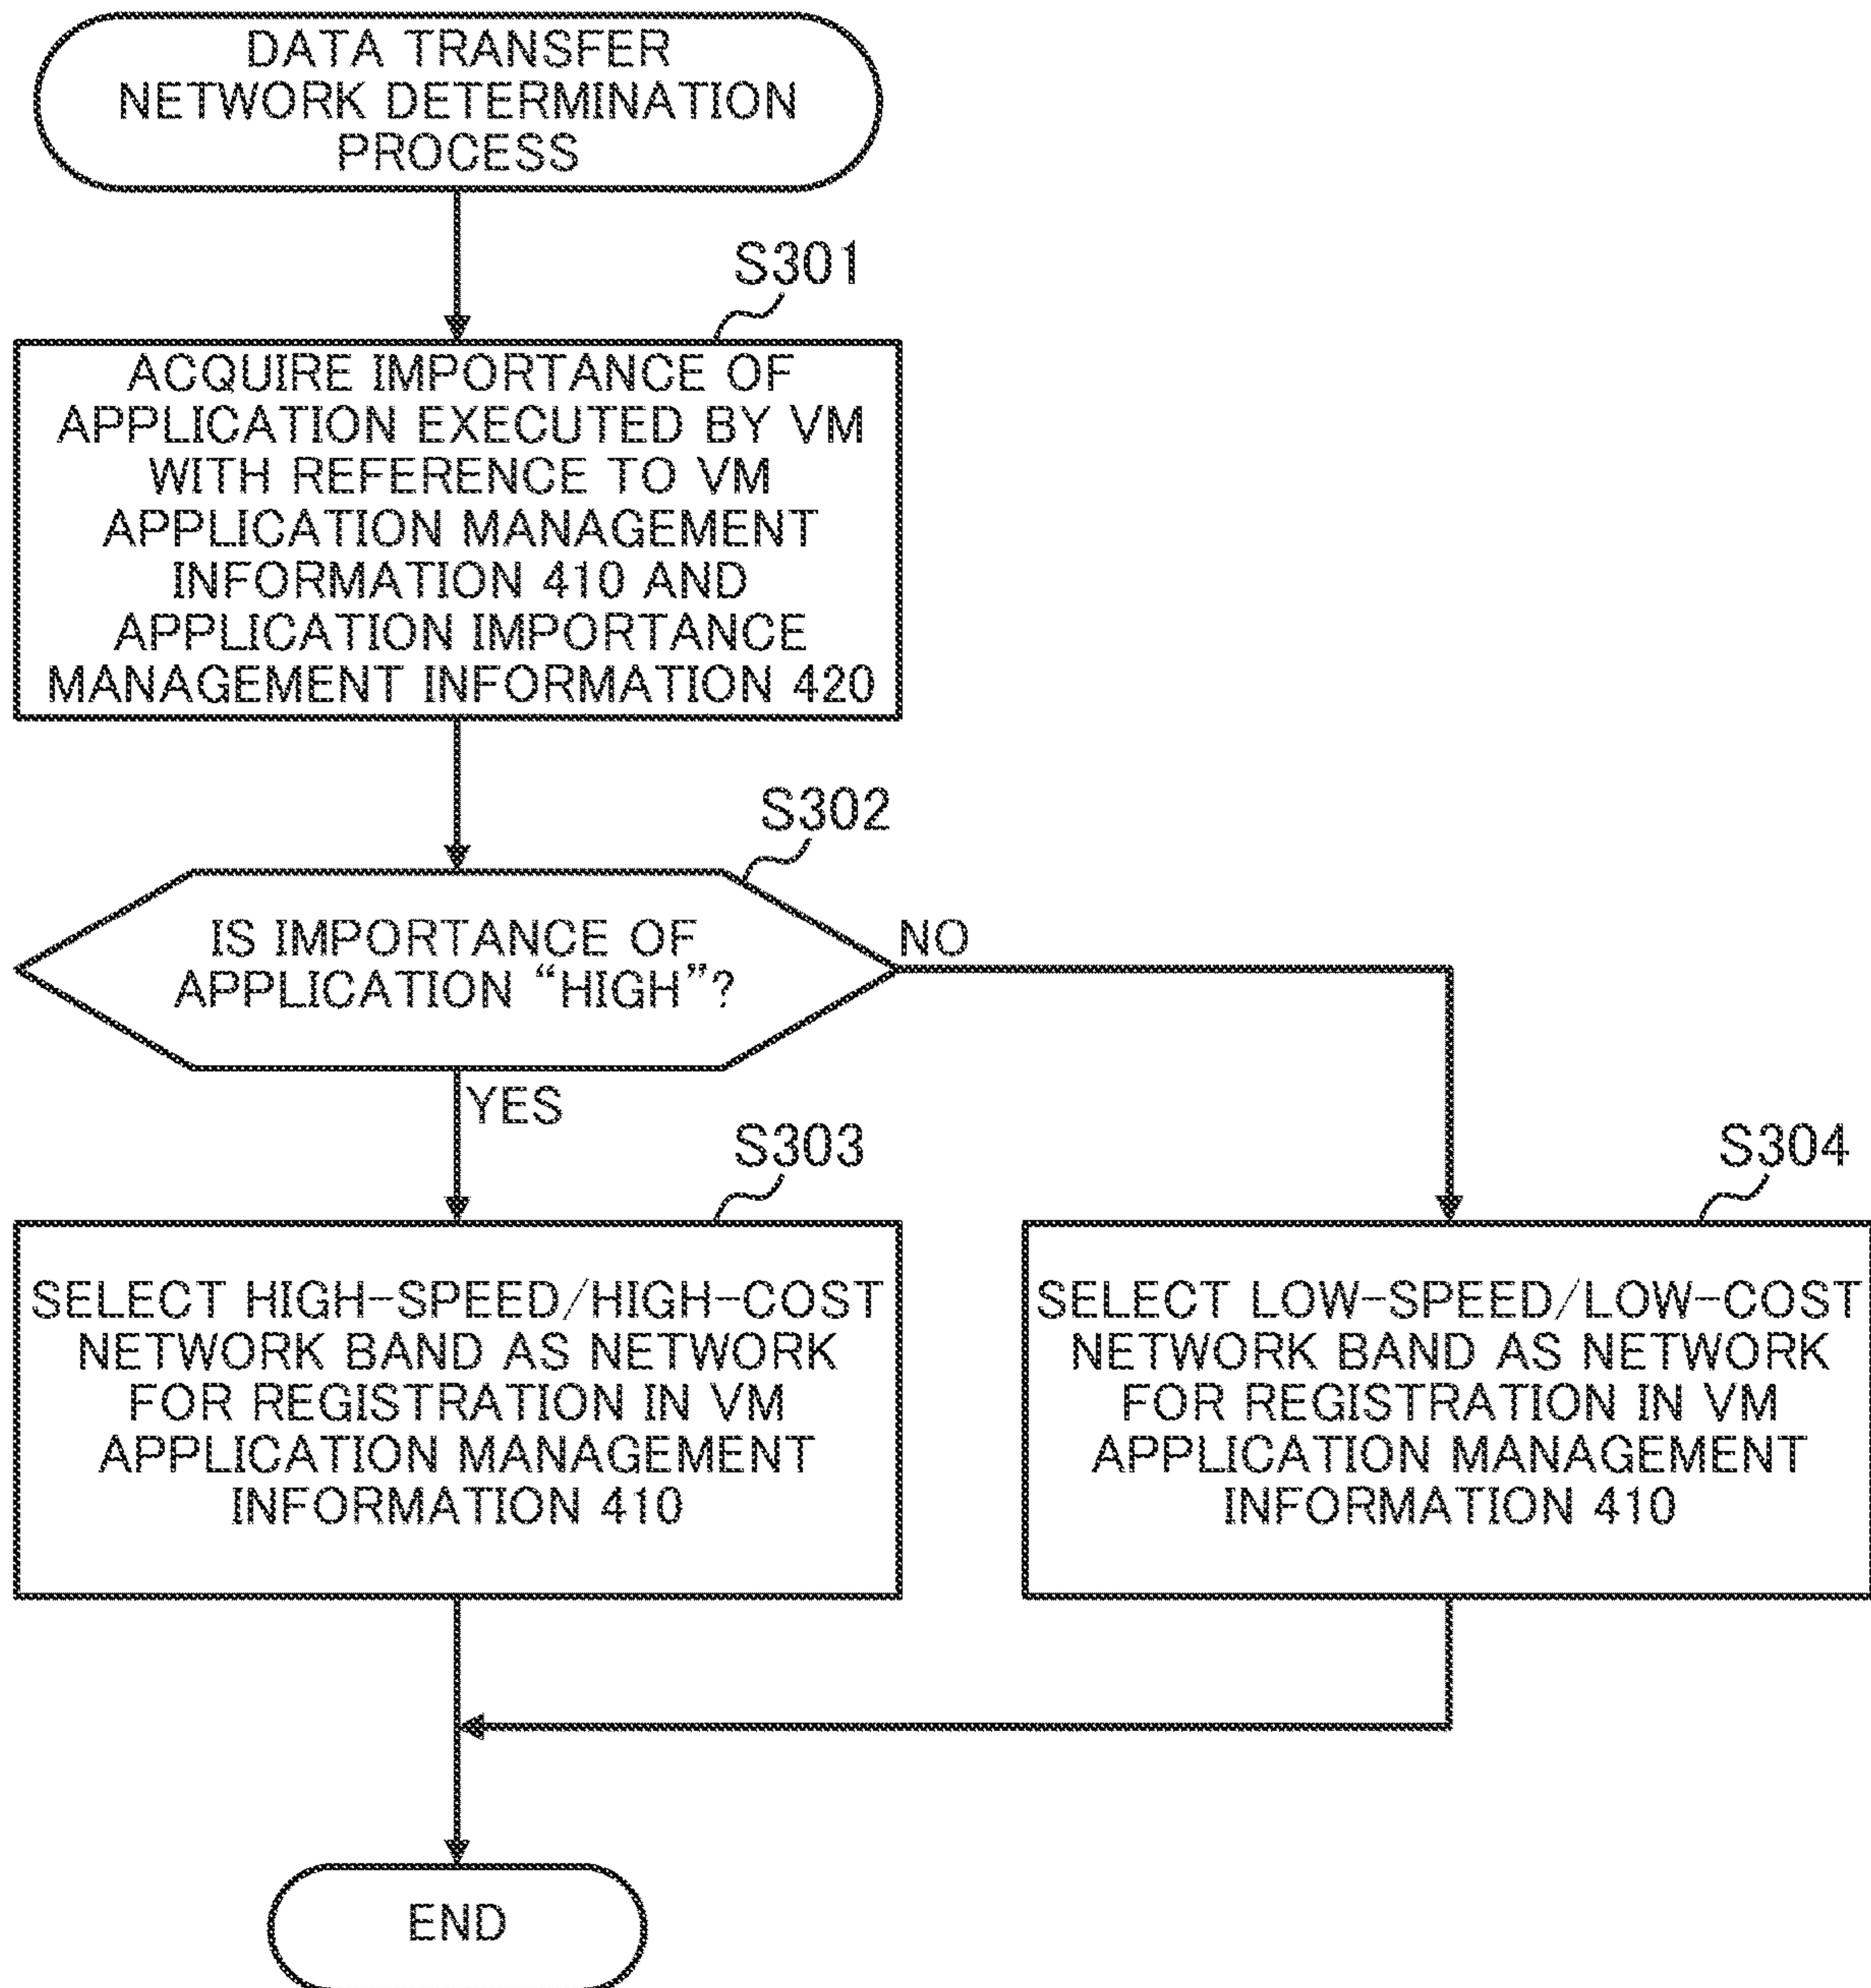 DATA TRANSFER
NETWORK DETERMINATION
PROCESS
S301
ACQUIRE IMPORTANCE OF
APPLICATION EXECUTED BY VM
WITH REFERENCE TO VM
APPLICATION MANAGEMENT
INFORMATION 410 AND
APPLICATION IMPORTANCE
MANAGEMENT INFORMATION 420
S302
IS IMPORTANCE OF
APPLICATION “HIGH”?
NO
YES
S303
SELECT HIGH-SPEED/HIGH-COST
NETWORK BAND AS NETWORK
FOR REGISTRATION IN VM
APPLICATION MANAGEMENT
INFORMATION 410
S304
SELECT LOW-SPEED/LOW-COST
NETWORK BAND AS NETWORK
FOR REGISTRATION IN VM
APPLICATION MANAGEMENT
INFORMATION 410
END